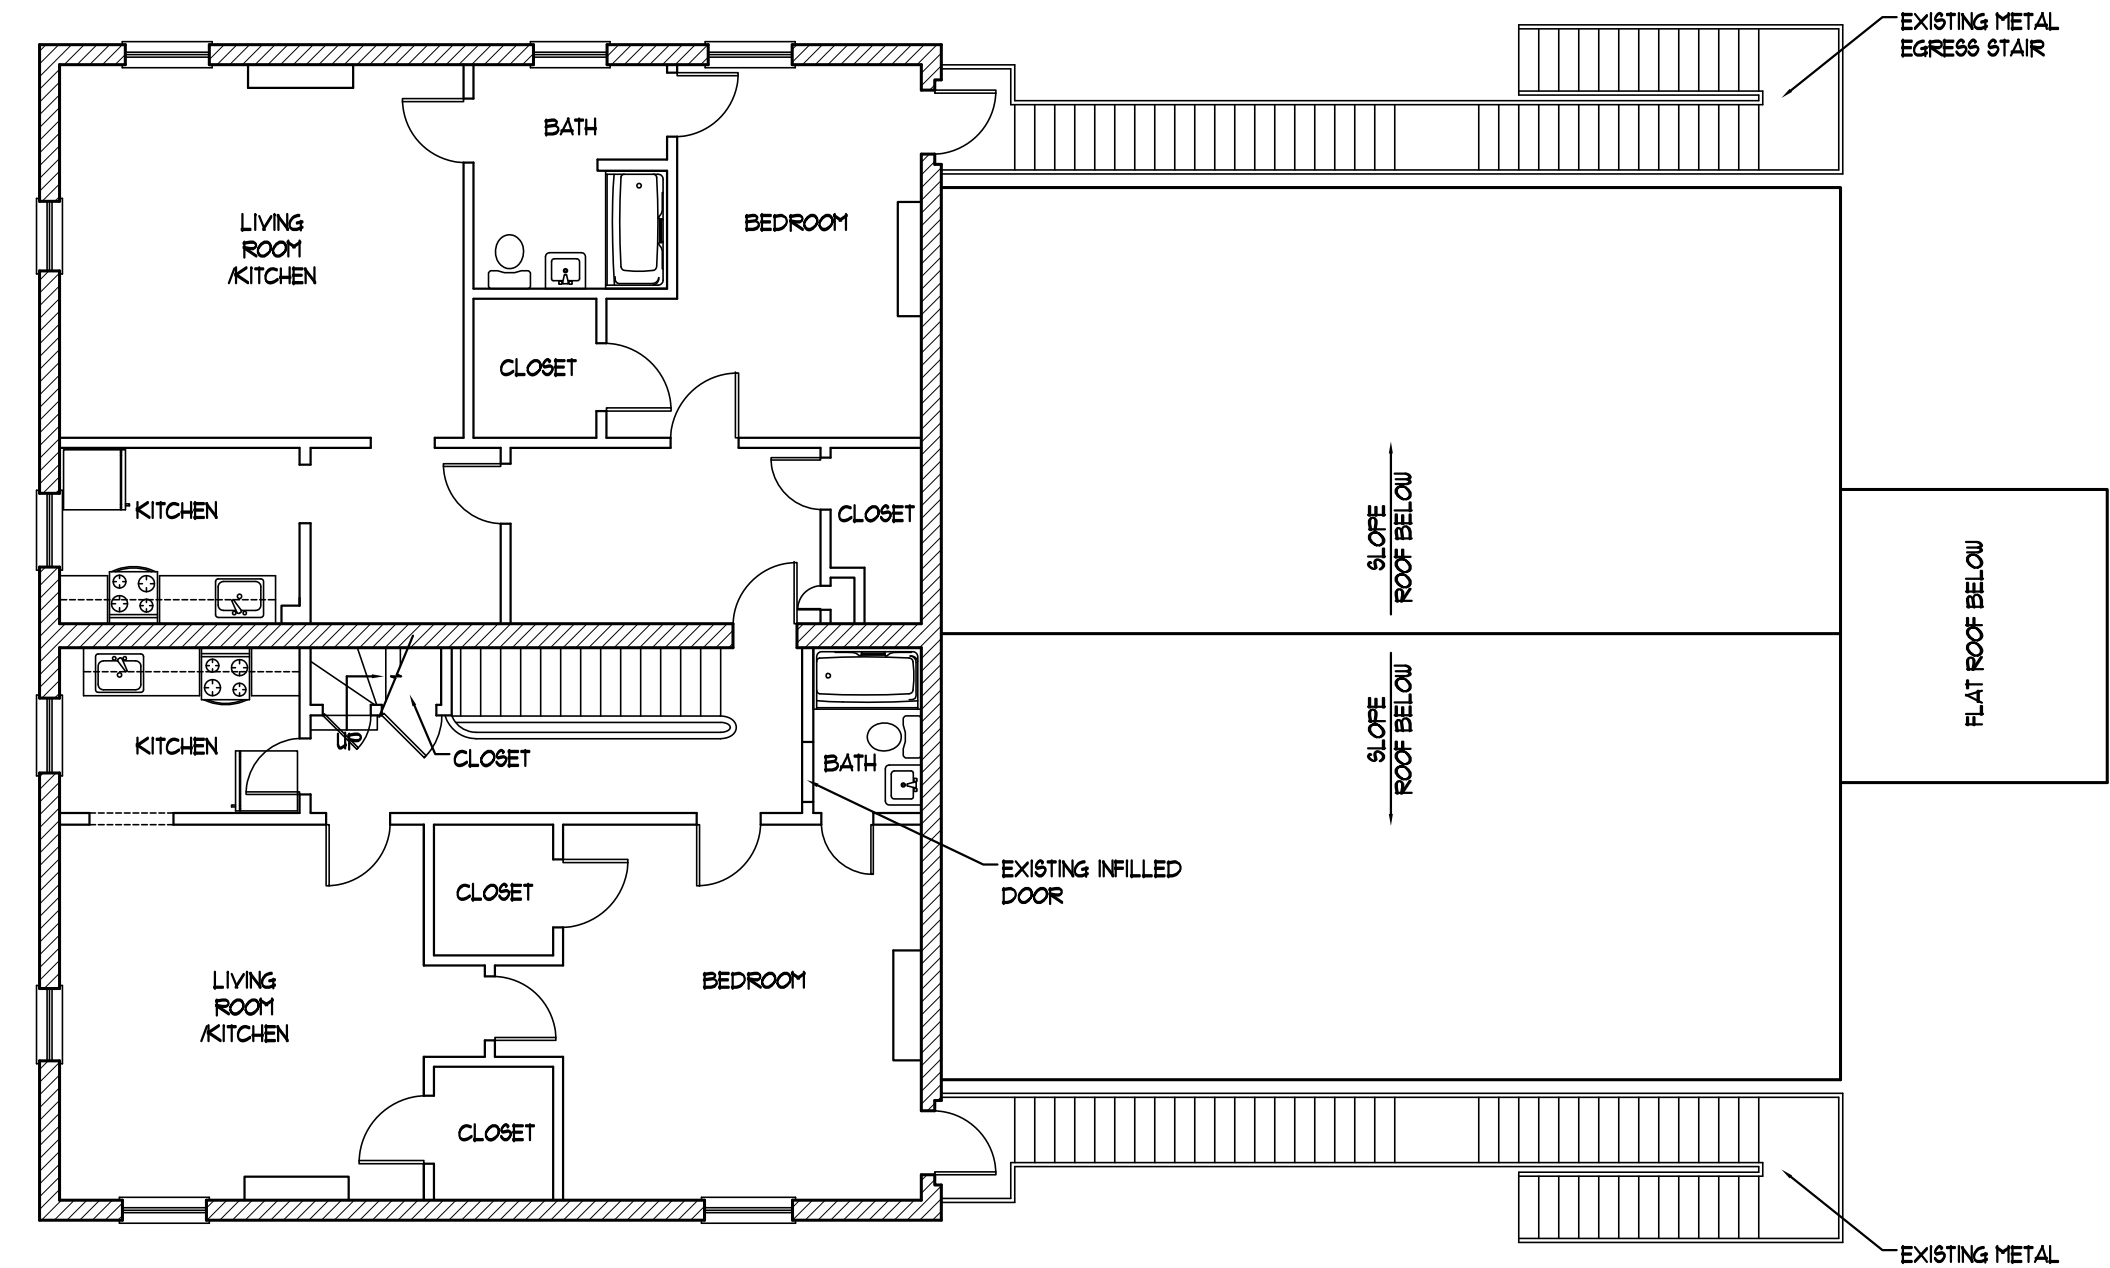 EXISTING METAL
EGRESS STAIR
BATH
LIVING
ROOM
/KITCHEN
BEDROOM
CLOSET
KITCHEN
CLOSET
SLOPE
ROOF BELOW
FLAT ROOF BELOW
SLOPE
ROOF BELOW
UP
KITCHEN
CLOSET
BATH
EXISTING INFILLED
DOOR
CLOSET
LIVING
ROOM
/KITCHEN
BEDROOM
CLOSET
EXISTING METAL